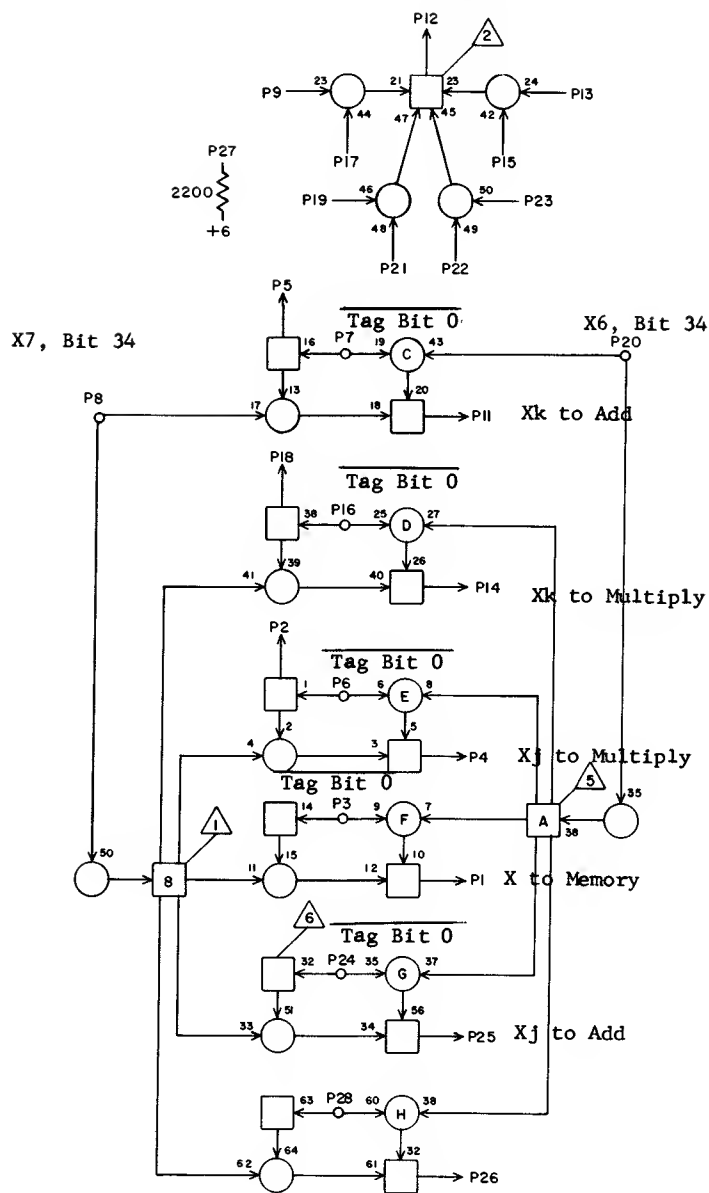 P12
2
P9 23 21 23 24 P13
44 47 45 42
P17 P15
P27
2200
+6
P19 46 50 P23
48 49
P21 P22
P5
Tag Bit 0
X7, Bit 34 X6, Bit 34
16 P7 19 C 43 P20
P8 13 20
17 18 P11 Xk to Add
P18
Tag Bit 0
38 P16 25 D 27
39 26
41 40 P14 Xk to Multiply
P2
Tag Bit 0
1 P6 6 E 8
2 5
4 3 P4 Xj to Multiply
Tag Bit 0
5
35
14 P3 9 F 7 A 38
1
50 15 10
8 11 12 P1 X to Memory
6
Tag Bit 0
32 P24 35 G 37
51 56
33 34 P25 Xj to Add
63 P28 60 H 38
64 32
62 61 P26